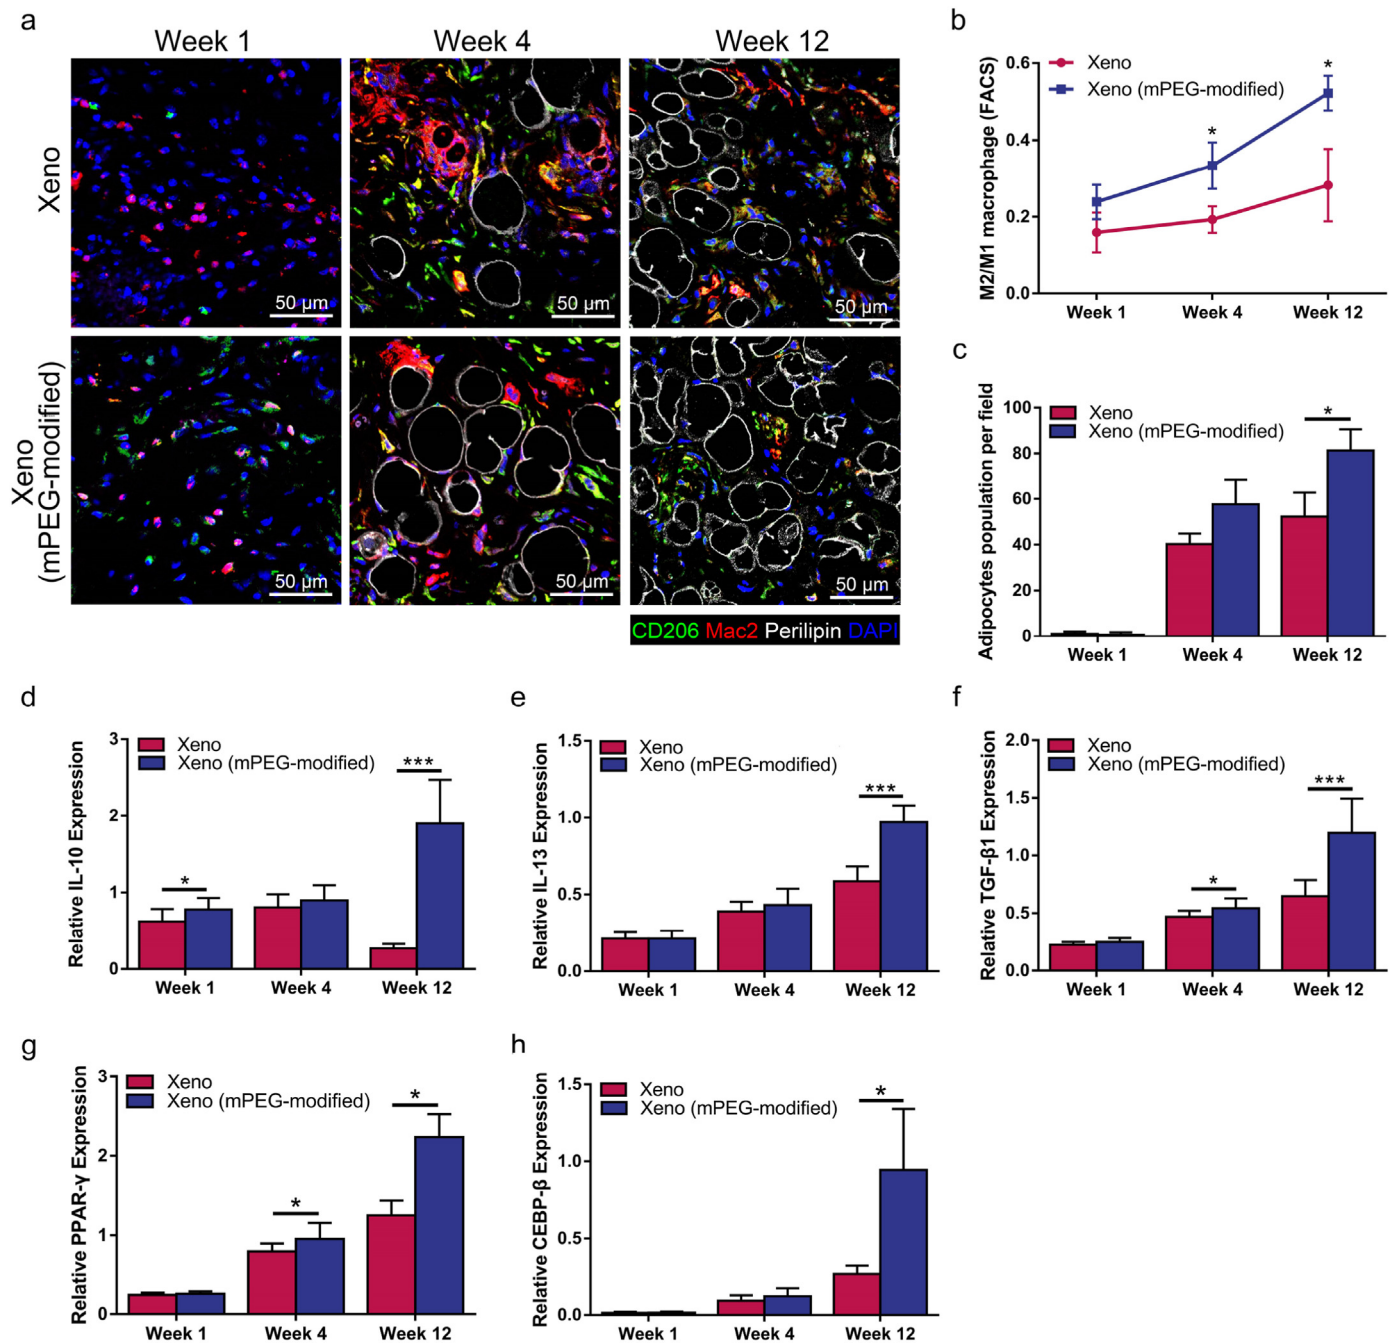 a
Week 1
Week 4
Week 12
Xeno
50 µm
50 µm
50 µm
Xeno
(mPEG-modified)
50 µm
50 µm
50 µm
CD206 Mac2 Perilipin DAPI
b
M2/M1 macrophage (FACS)
0.6
0.4
0.2
0.0
Xeno
Xeno (mPEG-modified)
*
*
Week 1
Week 4
Week 12
c
Adipocytes population per field
100
80
60
40
20
0
Xeno
Xeno (mPEG-modified)
*
Week 1
Week 4
Week 12
d
Relative IL-10 Expression
3
2
1
0
Xeno
Xeno (mPEG-modified)
*
***
Week 1
Week 4
Week 12
e
Relative IL-13 Expression
1.5
1.0
0.5
0.0
Xeno
Xeno (mPEG-modified)
***
Week 1
Week 4
Week 12
f
Relative TGF-β1 Expression
2.0
1.5
1.0
0.5
0.0
Xeno
Xeno (mPEG-modified)
*
***
Week 1
Week 4
Week 12
g
Relative PPAR-γ Expression
3
2
1
0
Xeno
Xeno (mPEG-modified)
*
*
Week 1
Week 4
Week 12
h
Relative CEBP-β Expression
1.5
1.0
0.5
0.0
Xeno
Xeno (mPEG-modified)
*
Week 1
Week 4
Week 12